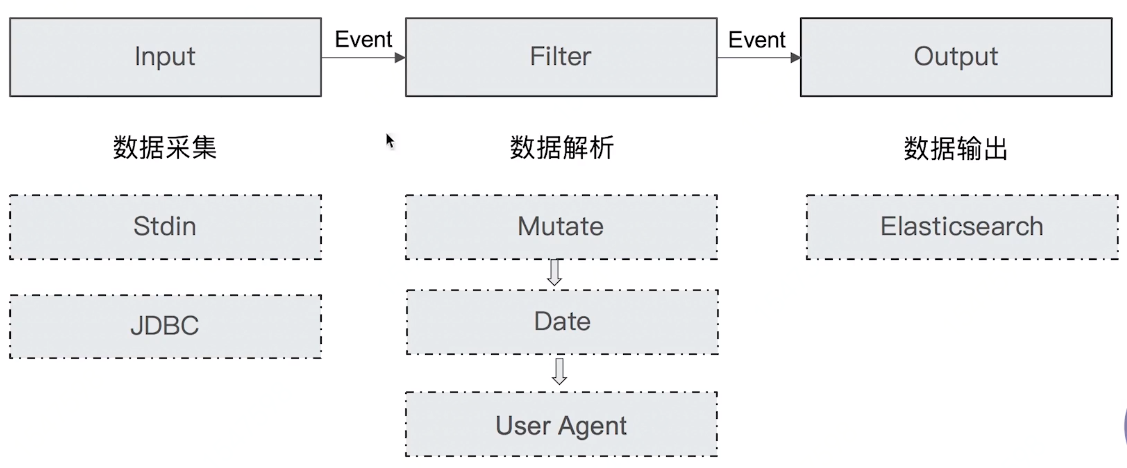 Input
Event
Filter
Event
Output
数据采集
数据解析
数据输出
Stdin
Mutate
Elasticsearch
JDBC
Date
User Agent